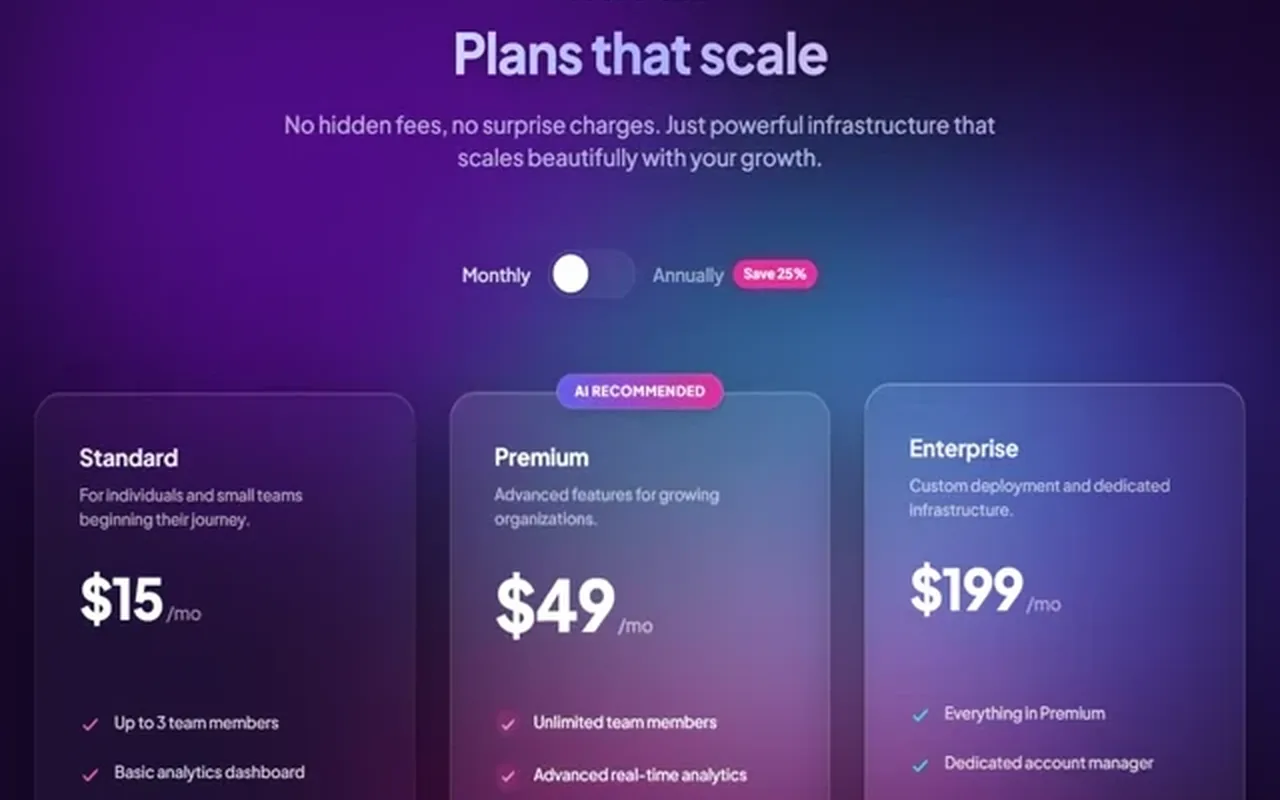 Plans that scale
No hidden fees, no surprise charges. Just powerful infrastructure that
scales beautifully with your growth.
Monthly
Annually
Save 25%
Standard
For individuals and small teams
beginning their journey.
$15 /mo
Up to 3 team members
Basic analytics dashboard
AI RECOMMENDED
Premium
Advanced features for growing
organizations.
$49 /mo
Unlimited team members
Advanced real-time analytics
Enterprise
Custom deployment and dedicated
infrastructure.
$199 /mo
Everything in Premium
Dedicated account manager